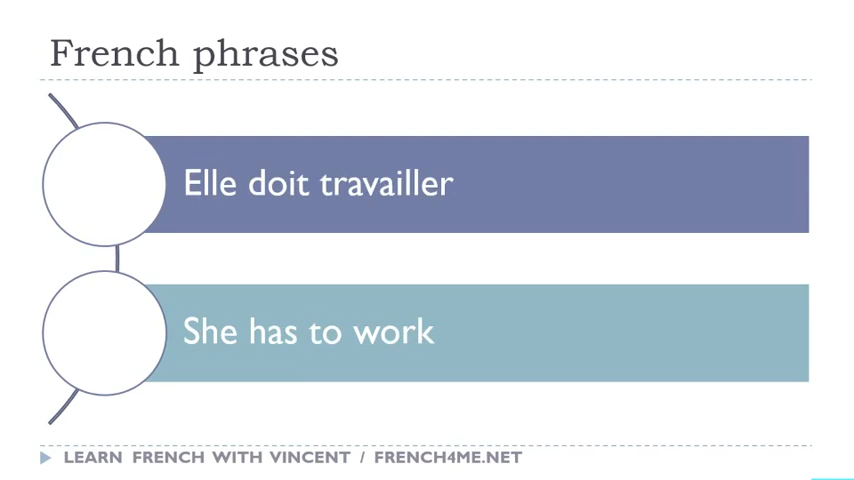 French phrases
Elle doit travailler
She has to work
LEARN FRENCH WITH VINCENT / FRENCH4ME.NET